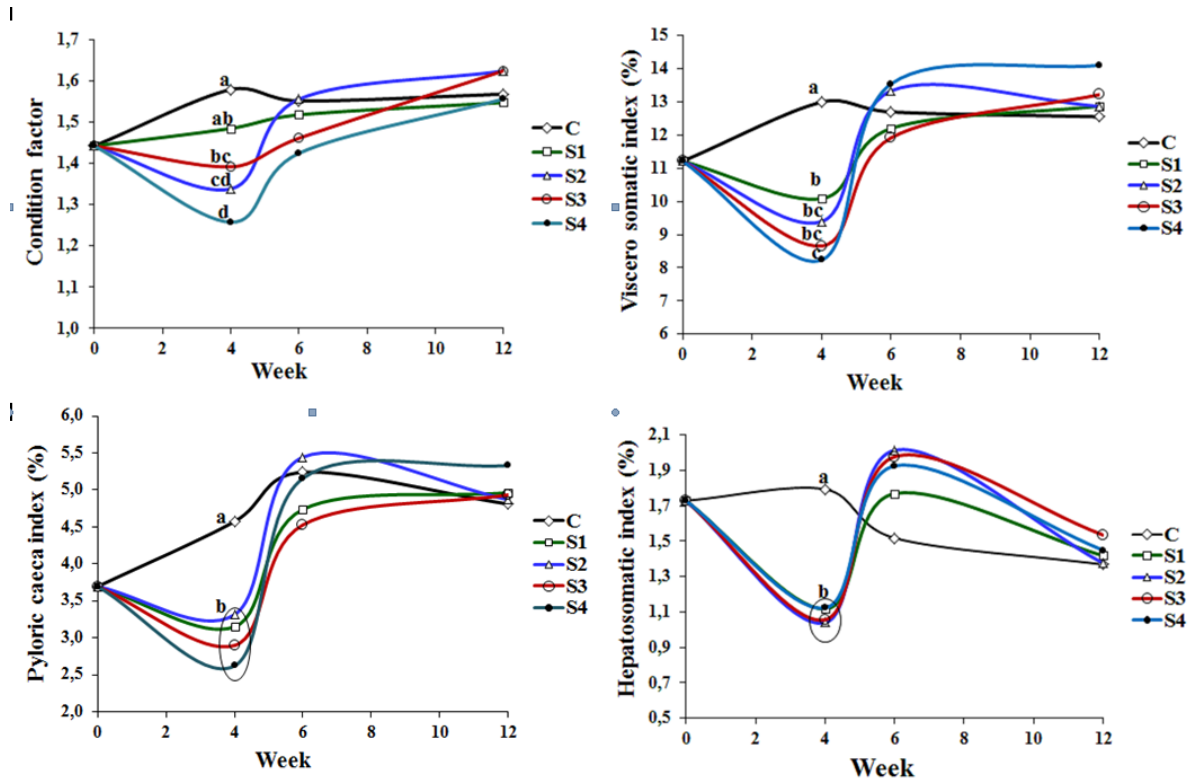 1,7
1,6
1,5
1,4
1,3
1,2
1,1
1,0
Condition factor
a
ab
bc
cd
d
0 2 4 6 8 10 12
Week
C
S1
S2
S3
S4
15
14
13
12
11
10
9
8
7
6
Viscero somatic index (%)
a
b
bc
bc
c
0 2 4 6 8 10 12
Week
C
S1
S2
S3
S4
6,0
5,5
5,0
4,5
4,0
3,5
3,0
2,5
2,0
Pyloric caeca index (%)
a
b
0 2 4 6 8 10 12
Week
C
S1
S2
S3
S4
2,1
1,9
1,7
1,5
1,3
1,1
0,9
0,7
0,5
Hepatosomatic index (%)
a
b
0 2 4 6 8 10 12
Week
C
S1
S2
S3
S4